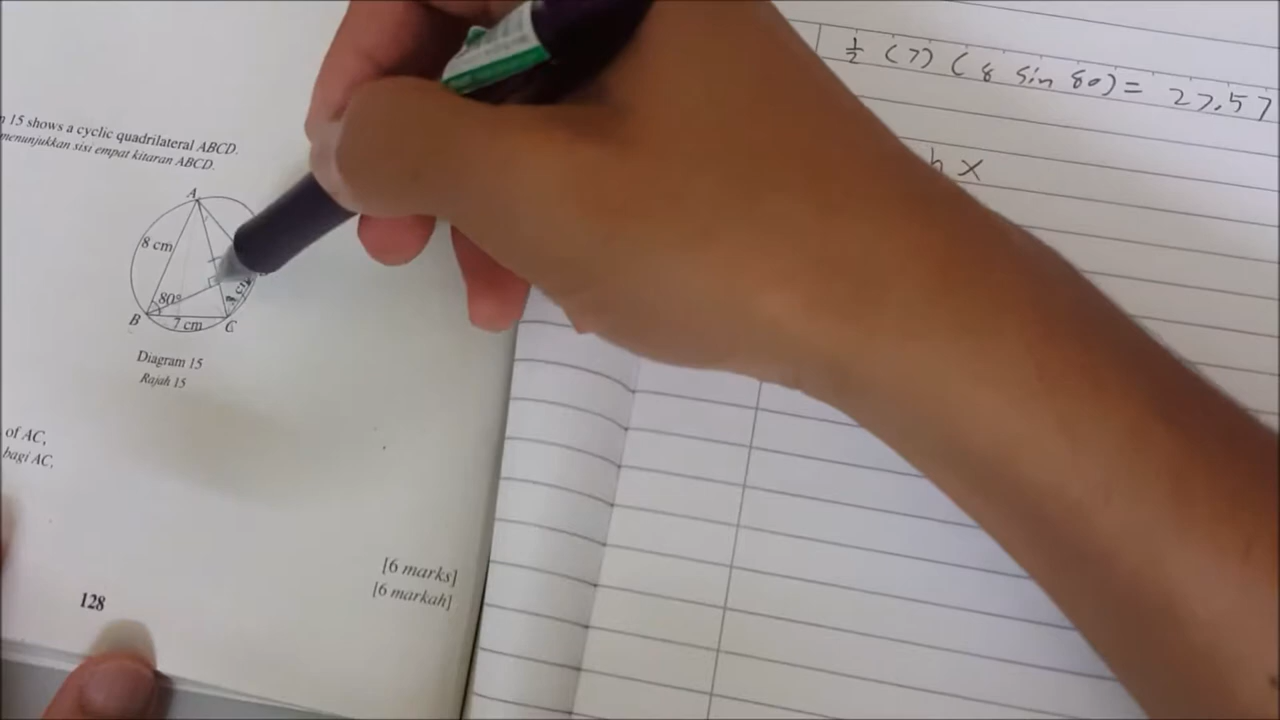 15 shows a cyclic quadrilateral ABCD.
menunjukkan sisi empat kitaran ABCD.
A
8 cm
80°
B
7 cm
C
Diagram 15
Rajah 15
of AC,
bagi AC,
[6 marks]
[6 markah]
128
½ (7) (8 sin 80) = 27.57
h x